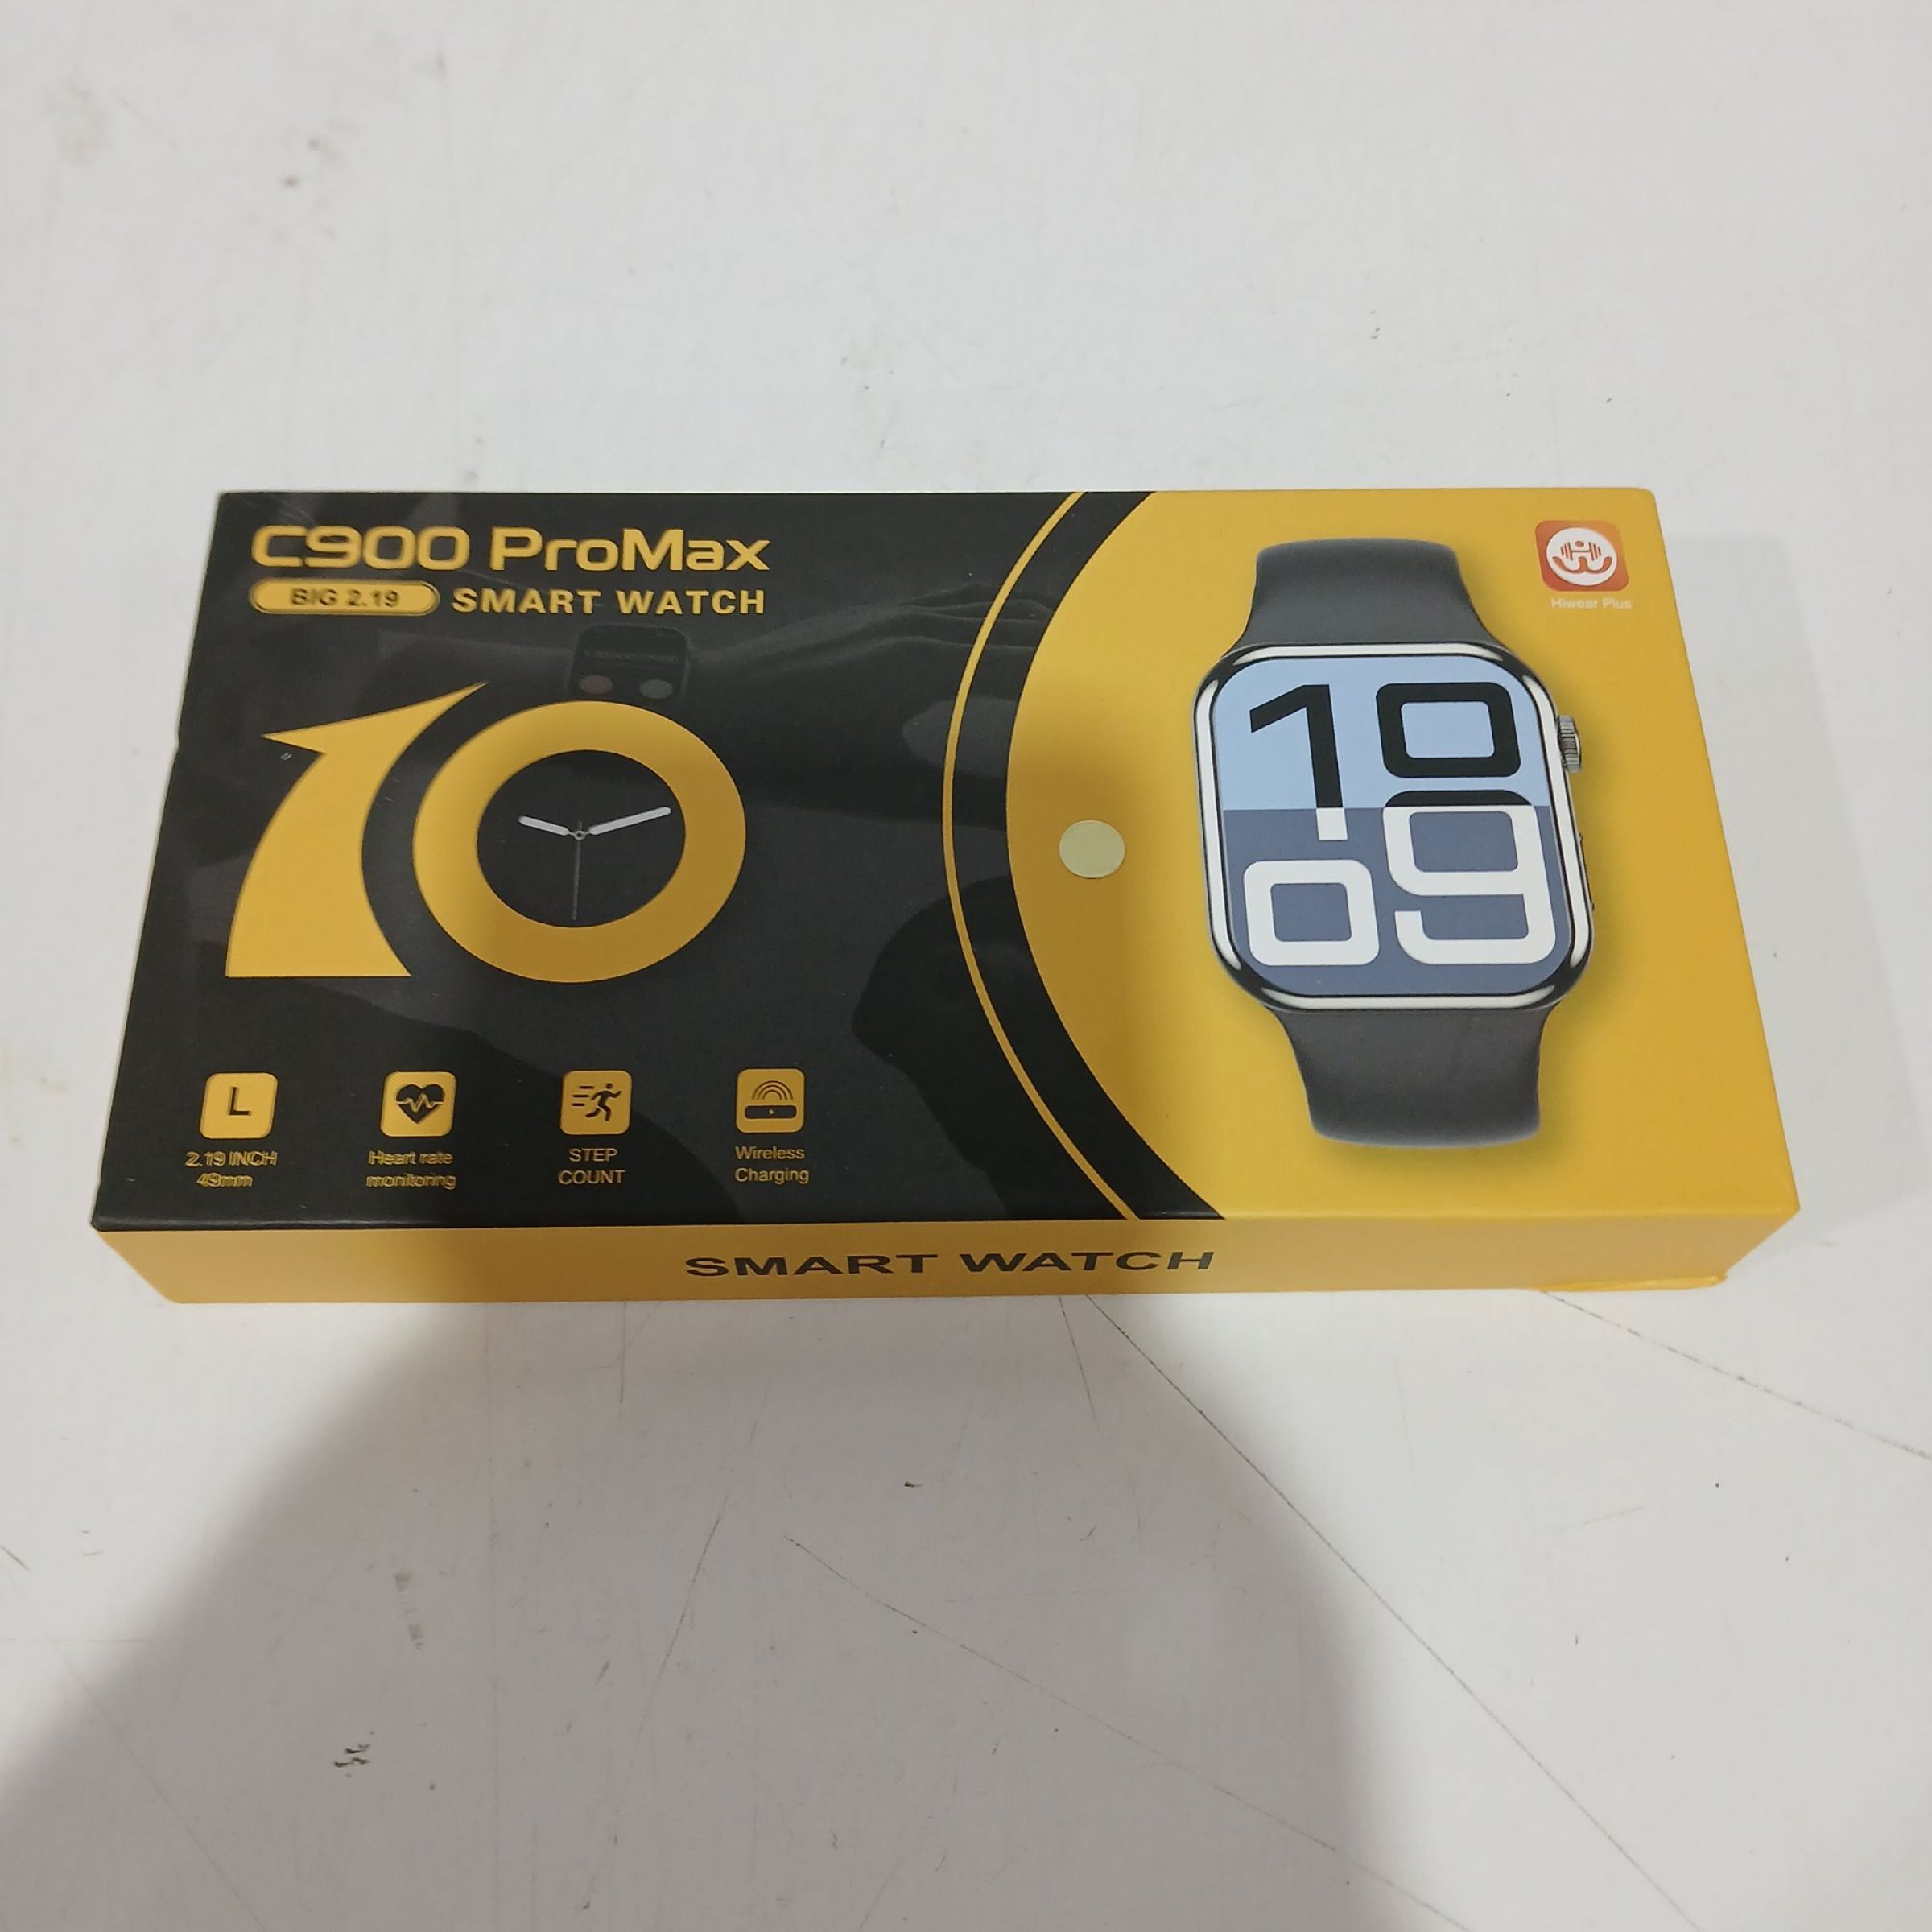 C900 ProMax
BIG 2.19 SMART WATCH
10
Hiwear Plus
10
09
L
2.19 INCH
49mm
Heart rate
monitoring
STEP
COUNT
Wireless
Charging
SMART WATCH